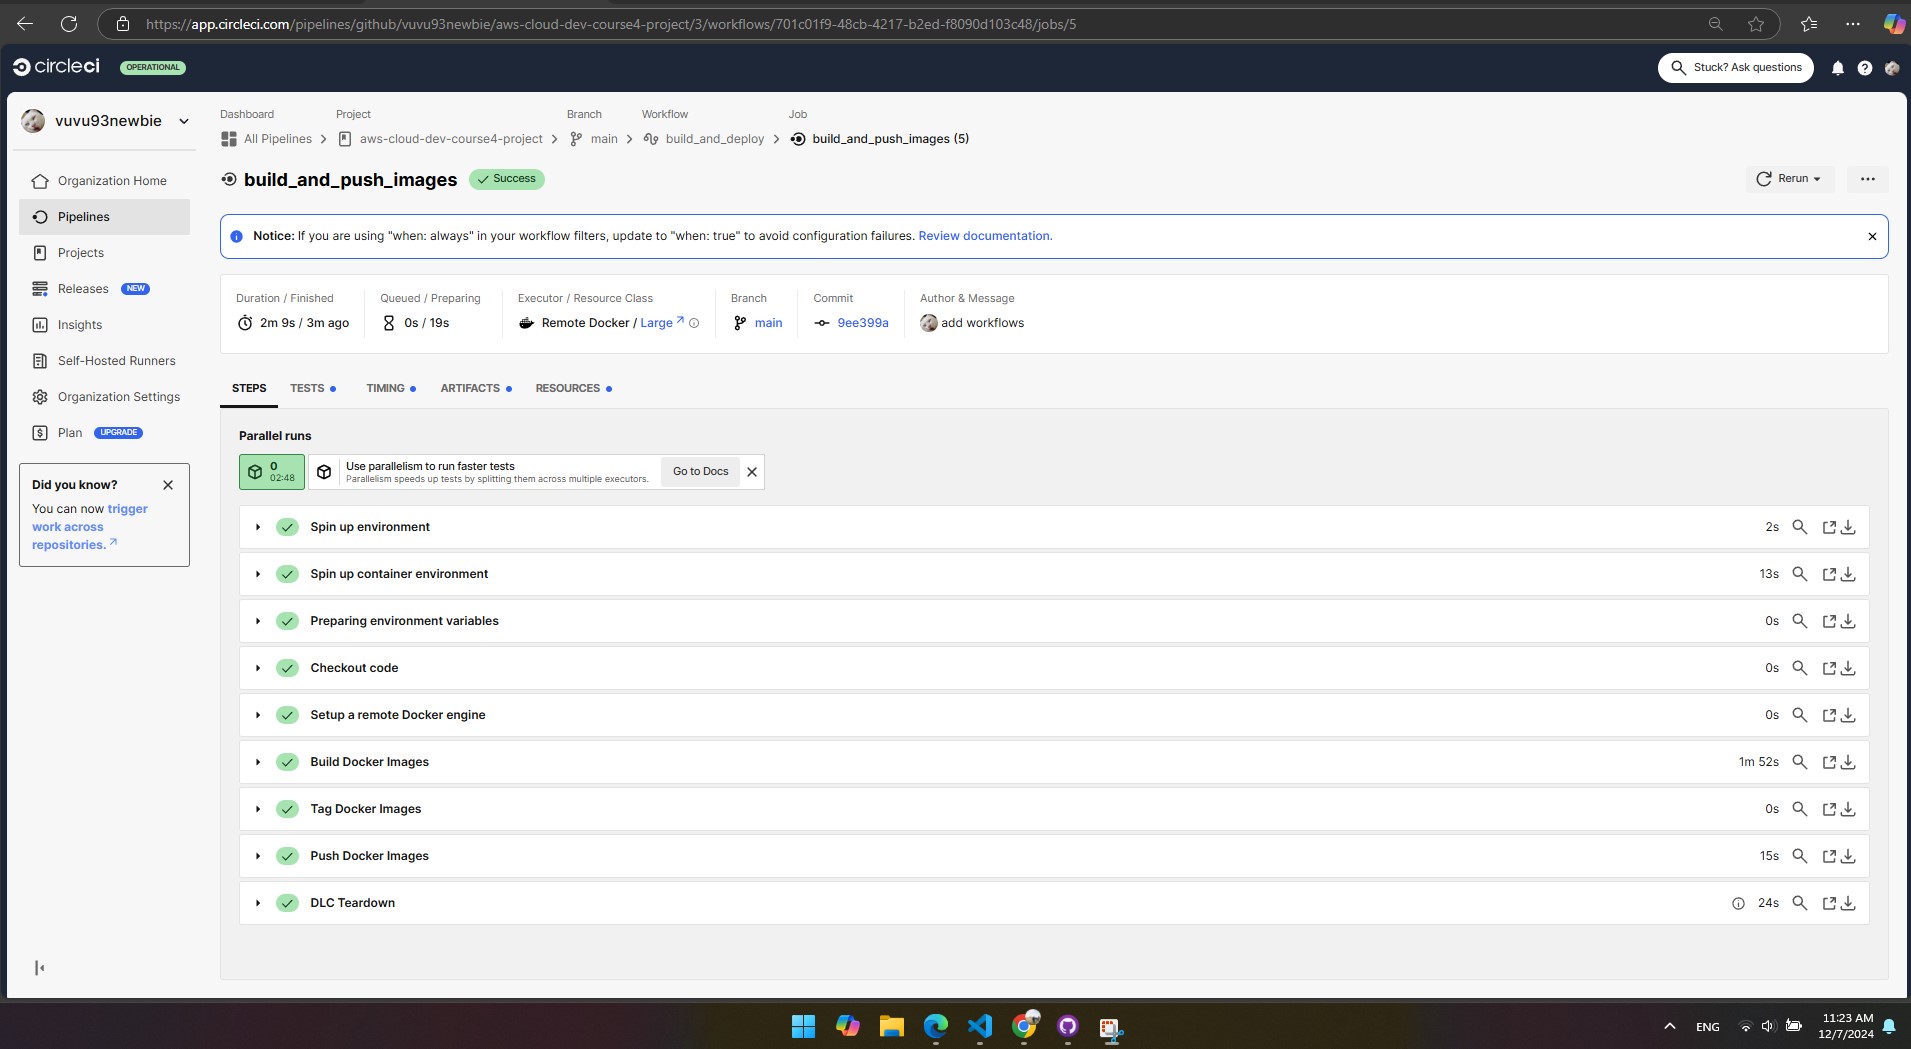 https://app.circleci.com/pipelines/github/vuvu93newbie/aws-cloud-dev-course4-project/3/workflows/701c01f9-48cb-4217-b2ed-f8090d103c48/jobs/5
circleci OPERATIONAL
Stuck? Ask questions
vuvu93newbie
Organization Home
Pipelines
Projects
Releases NEW
Insights
Self-Hosted Runners
Organization Settings
Plan UPGRADE
Did you know?
You can now trigger
work across
repositories.
Dashboard Project Branch Workflow Job
All Pipelines aws-cloud-dev-course4-project main build_and_deploy build_and_push_images (5)
build_and_push_images Success
Rerun
Notice: If you are using "when: always" in your workflow filters, update to "when: true" to avoid configuration failures. Review documentation.
Duration / Finished Queued / Preparing Executor / Resource Class Branch Commit Author & Message
2m 9s / 3m ago 0s / 19s Remote Docker / Large main 9ee399a add workflows
STEPS TESTS TIMING ARTIFACTS RESOURCES
Parallel runs
0
02:48
Use parallelism to run faster tests
Parallelism speeds up tests by splitting them across multiple executors.
Go to Docs
Spin up environment 2s
Spin up container environment 13s
Preparing environment variables 0s
Checkout code 0s
Setup a remote Docker engine 0s
Build Docker Images 1m 52s
Tag Docker Images 0s
Push Docker Images 15s
DLC Teardown 24s
ENG
11:23 AM
12/7/2024